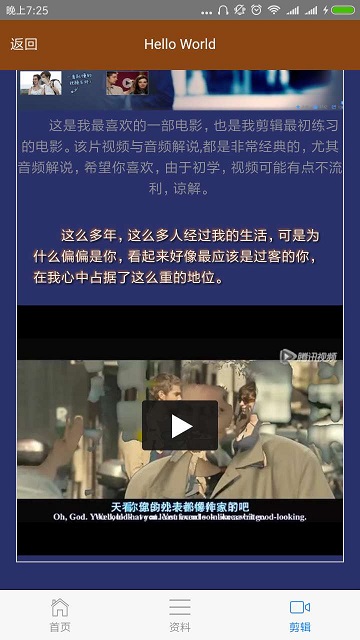 晚上7:25
返回
Hello World
这是我最喜欢的一部电影，也是我剪辑最初练习
的电影。该片视频与音频解说,都是非常经典的，尤其
音频解说，希望你喜欢，由于初学，视频可能有点不流
利，谅解。
这么多年，这么多人经过我的生活，可是为
什么偏偏是你，看起来好像最应该是过客的你，
在我心中占据了这么重的地位。
腾讯视频
Oh, God.
good-looking.
首页
资料
剪辑